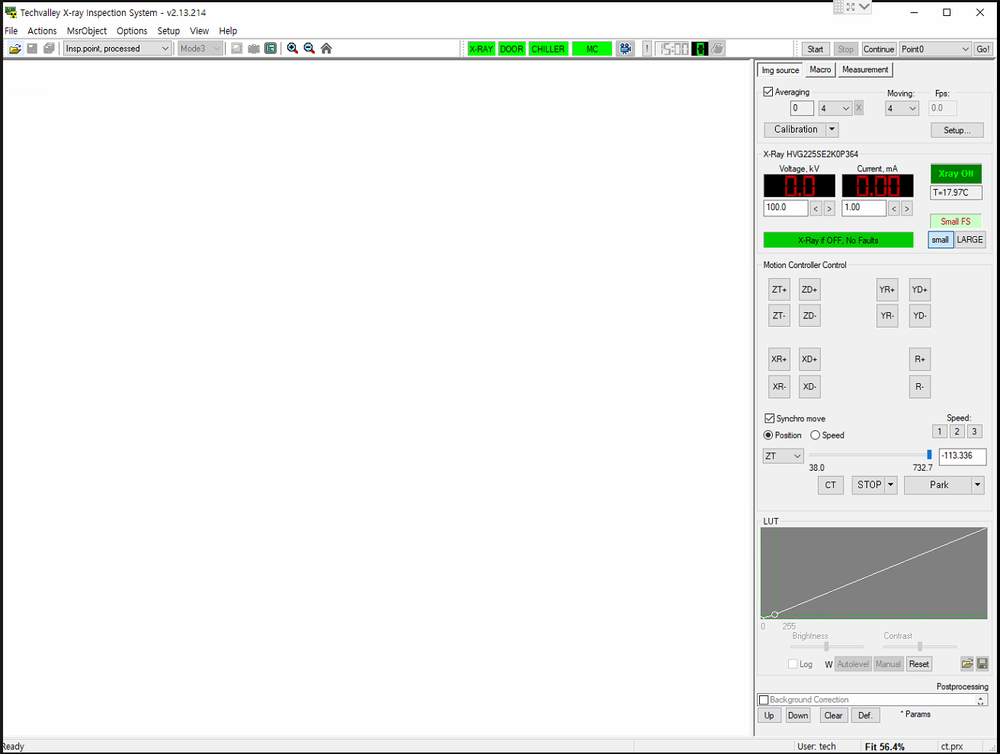 Techvalley X-ray Inspection System - v2.13.214
File Actions MsrObject Options Setup View Help
Insp.point, processed Mode3 X-RAY DOOR CHILLER MC ! 15:00 Start Stop Continue Point0 Go!
Img source Macro Measurement
Averaging Moving: Fps:
0 4 X 4 0.0
Calibration Setup...
X-Ray HVG225SE2K0P364
Voltage, kV Current, mA
0.0 0.00 Xray ON
T=17.97℃
100.0 < > 1.00 < >
Small FS
X-Ray if OFF, No Faults small LARGE
Motion Controller Control
ZT+ ZD+ YR+ YD+
ZT- ZD- YR- YD-
XR+ XD+ R+
XR- XD- R-
Synchro move Speed:
Position Speed 1 2 3
ZT -113.336
38.0 732.7
CT STOP Park
LUT
0 255
Brightness Contrast
Log W Autolevel Manual Reset
Postprocessing
Background Correction
Up Down Clear Def. * Params
Ready User: tech Fit 56.4% ct.prx